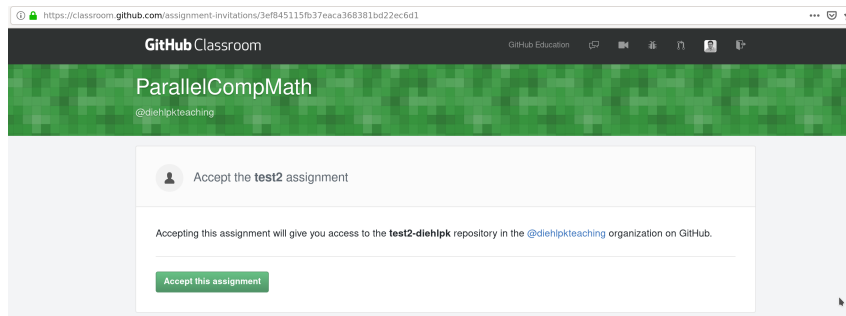 https://classroom.github.com/assignment-invitations/3ef845115fb37eaca368381bd22ec6d1
GitHub Classroom
GitHub Education
ParallelCompMath
@diehlpkteaching
Accept the test2 assignment
Accepting this assignment will give you access to the test2-diehlpk repository in the @diehlpkteaching organization on GitHub.
Accept this assignment